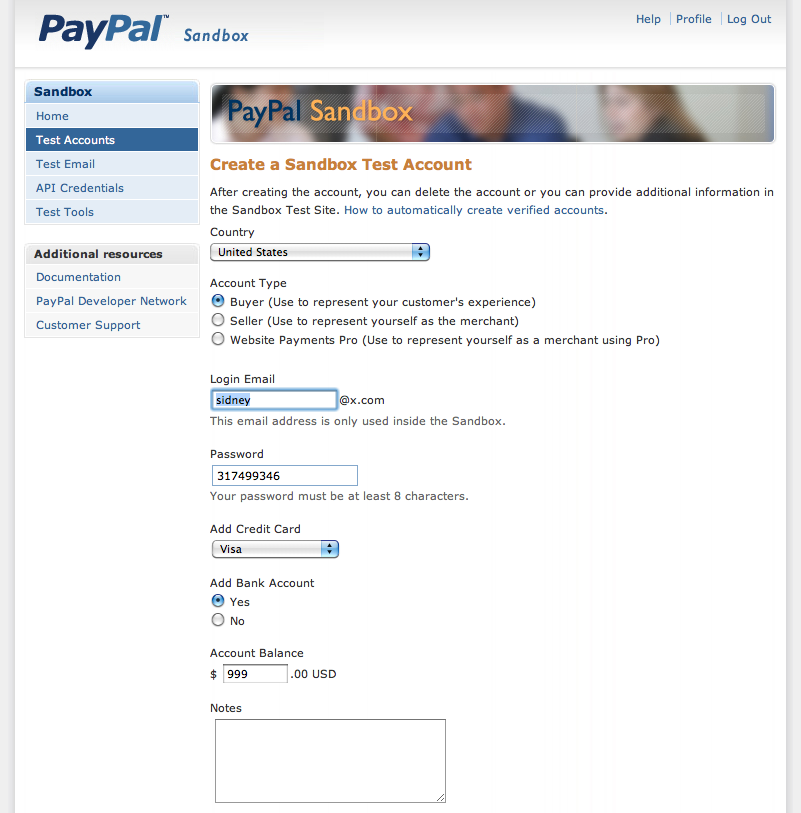 PayPal™ Sandbox
Help Profile Log Out
Sandbox
Home
Test Accounts
Test Email
API Credentials
Test Tools
Additional resources
Documentation
PayPal Developer Network
Customer Support
PayPal Sandbox
Create a Sandbox Test Account
After creating the account, you can delete the account or you can provide additional information in
the Sandbox Test Site. How to automatically create verified accounts.
Country
United States
Account Type
Buyer (Use to represent your customer's experience)
Seller (Use to represent yourself as the merchant)
Website Payments Pro (Use to represent yourself as a merchant using Pro)
Login Email
sidney @x.com
This email address is only used inside the Sandbox.
Password
317499346
Your password must be at least 8 characters.
Add Credit Card
Visa
Add Bank Account
Yes
No
Account Balance
$ 999 .00 USD
Notes